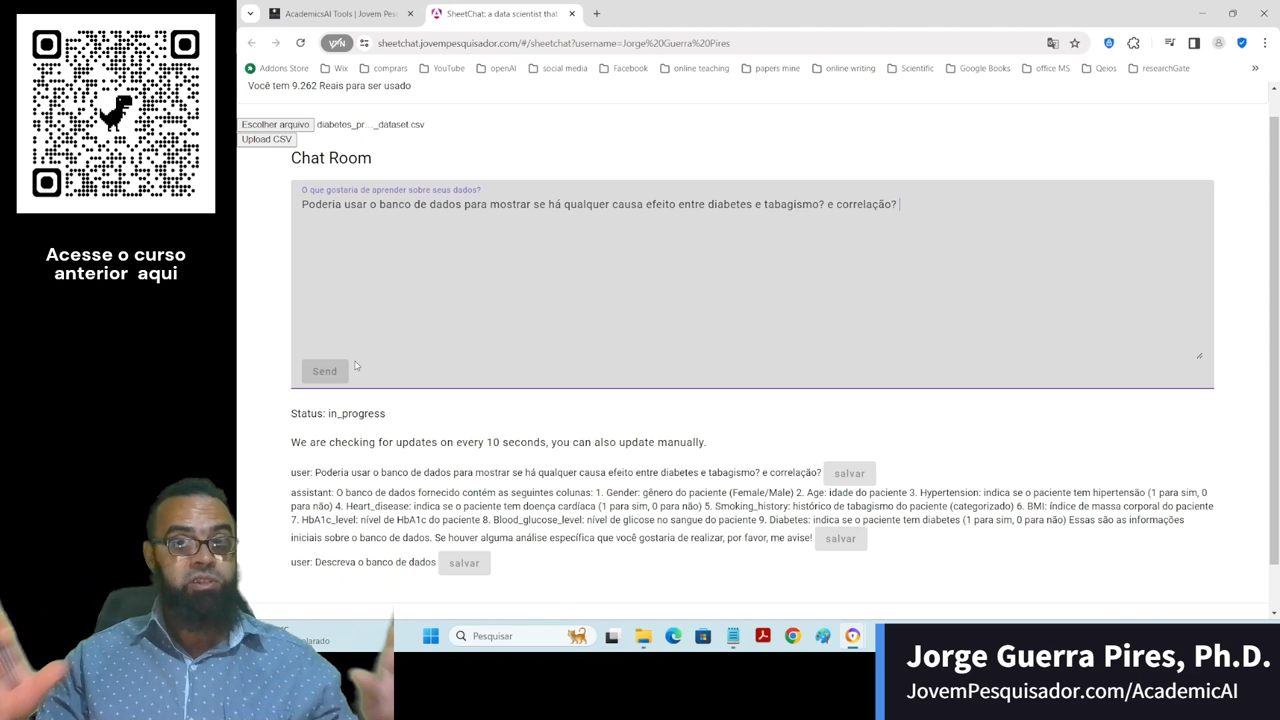 Acesse o curso
anterior aqui
AcademicsAI Tools | Jovem Pes
SheetChat: a data scientist that
sheetchat.jovempesquisador.com/#/sheetchat?username=Jorge%20Guerra%20Pires
Addons Store
Wix
comprars
YouTube
openAI
social media
Facebook
online teaching
papers mine
online writing
Scientific
Google Books
office MS
Qeios
researchGate
Você tem 9.262 Reais para ser usado
Escolher arquivo diabetes_pr..._dataset.csv
Upload CSV
Chat Room
O que gostaria de aprender sobre seus dados?
Poderia usar o banco de dados para mostrar se há qualquer causa efeito entre diabetes e tabagismo? e correlação?
Send
Status: in_progress
We are checking for updates on every 10 seconds, you can also update manually.
user: Poderia usar o banco de dados para mostrar se há qualquer causa efeito entre diabetes e tabagismo? e correlação? salvar
assistant: O banco de dados fornecido contém as seguintes colunas: 1. Gender: gênero do paciente (Female/Male) 2. Age: idade do paciente 3. Hypertension: indica se o paciente tem hipertensão (1 para sim, 0
para não) 4. Heart_disease: indica se o paciente tem doença cardíaca (1 para sim, 0 para não) 5. Smoking_history: histórico de tabagismo do paciente (categorizado) 6. BMI: índice de massa corporal do paciente
7. HbA1c_level: nível de HbA1c do paciente 8. Blood_glucose_level: nível de glicose no sangue do paciente 9. Diabetes: indica se o paciente tem diabetes (1 para sim, 0 para não) Essas são as informações
iniciais sobre o banco de dados. Se houver alguma análise específica que você gostaria de realizar, por favor, me avise! salvar
user: Descreva o banco de dados salvar
Pesquisar
Jorge Guerra Pires, Ph.D.
JovemPesquisador.com/AcademicAI